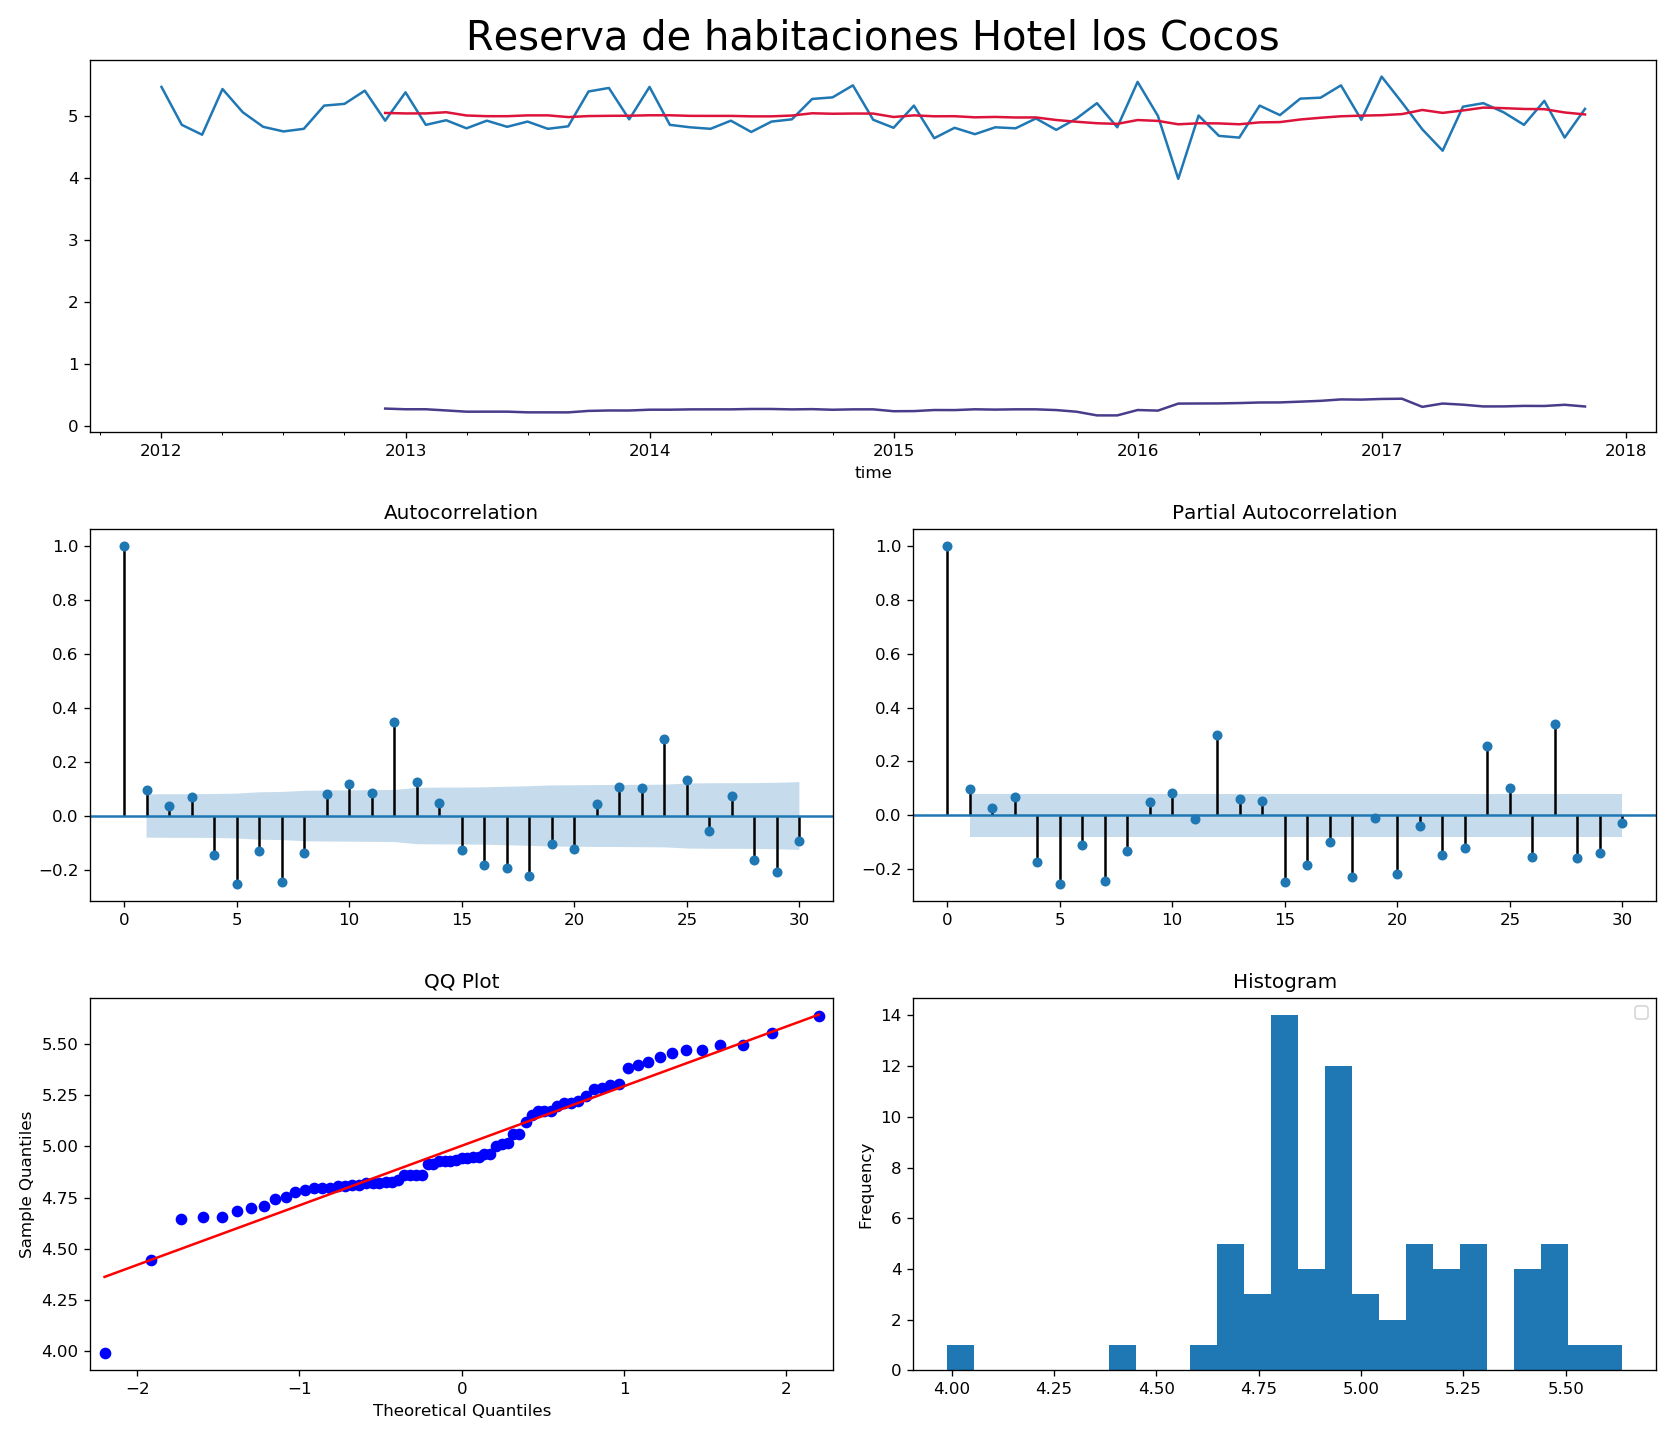 Reserva de habitaciones Hotel los Cocos
5
4
3
2
1
0
2012 2013 2014 2015 2016 2017 2018
time
Autocorrelation
1.0
0.8
0.6
0.4
0.2
0.0
−0.2
0 5 10 15 20 25 30
Partial Autocorrelation
1.0
0.8
0.6
0.4
0.2
0.0
−0.2
0 5 10 15 20 25 30
QQ Plot
Sample Quantiles
5.50
5.25
5.00
4.75
4.50
4.25
4.00
−2 −1 0 1 2
Theoretical Quantiles
Histogram
Frequency
14
12
10
8
6
4
2
0
4.00 4.25 4.50 4.75 5.00 5.25 5.50